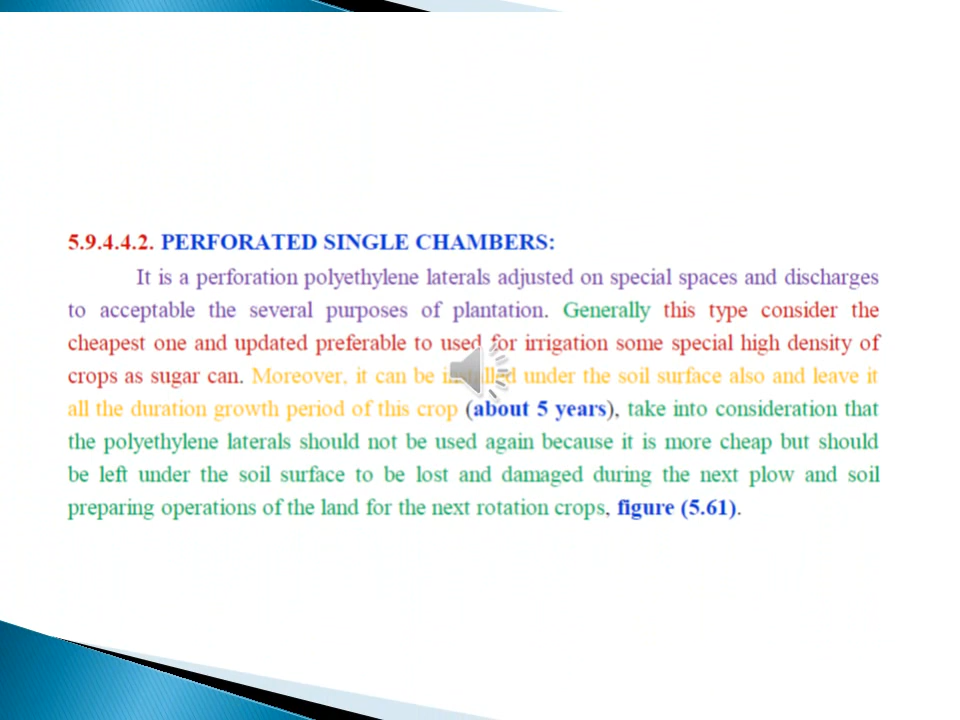 5.9.4.4.2. PERFORATED SINGLE CHAMBERS:
It is a perforation polyethylene laterals adjusted on special spaces and discharges
to acceptable the several purposes of plantation. Generally this type consider the
cheapest one and updated preferable to used for irrigation some special high density of
crops as sugar can. Moreover, it can be installed under the soil surface also and leave it
all the duration growth period of this crop (about 5 years), take into consideration that
the polyethylene laterals should not be used again because it is more cheap but should
be left under the soil surface to be lost and damaged during the next plow and soil
preparing operations of the land for the next rotation crops, figure (5.61).